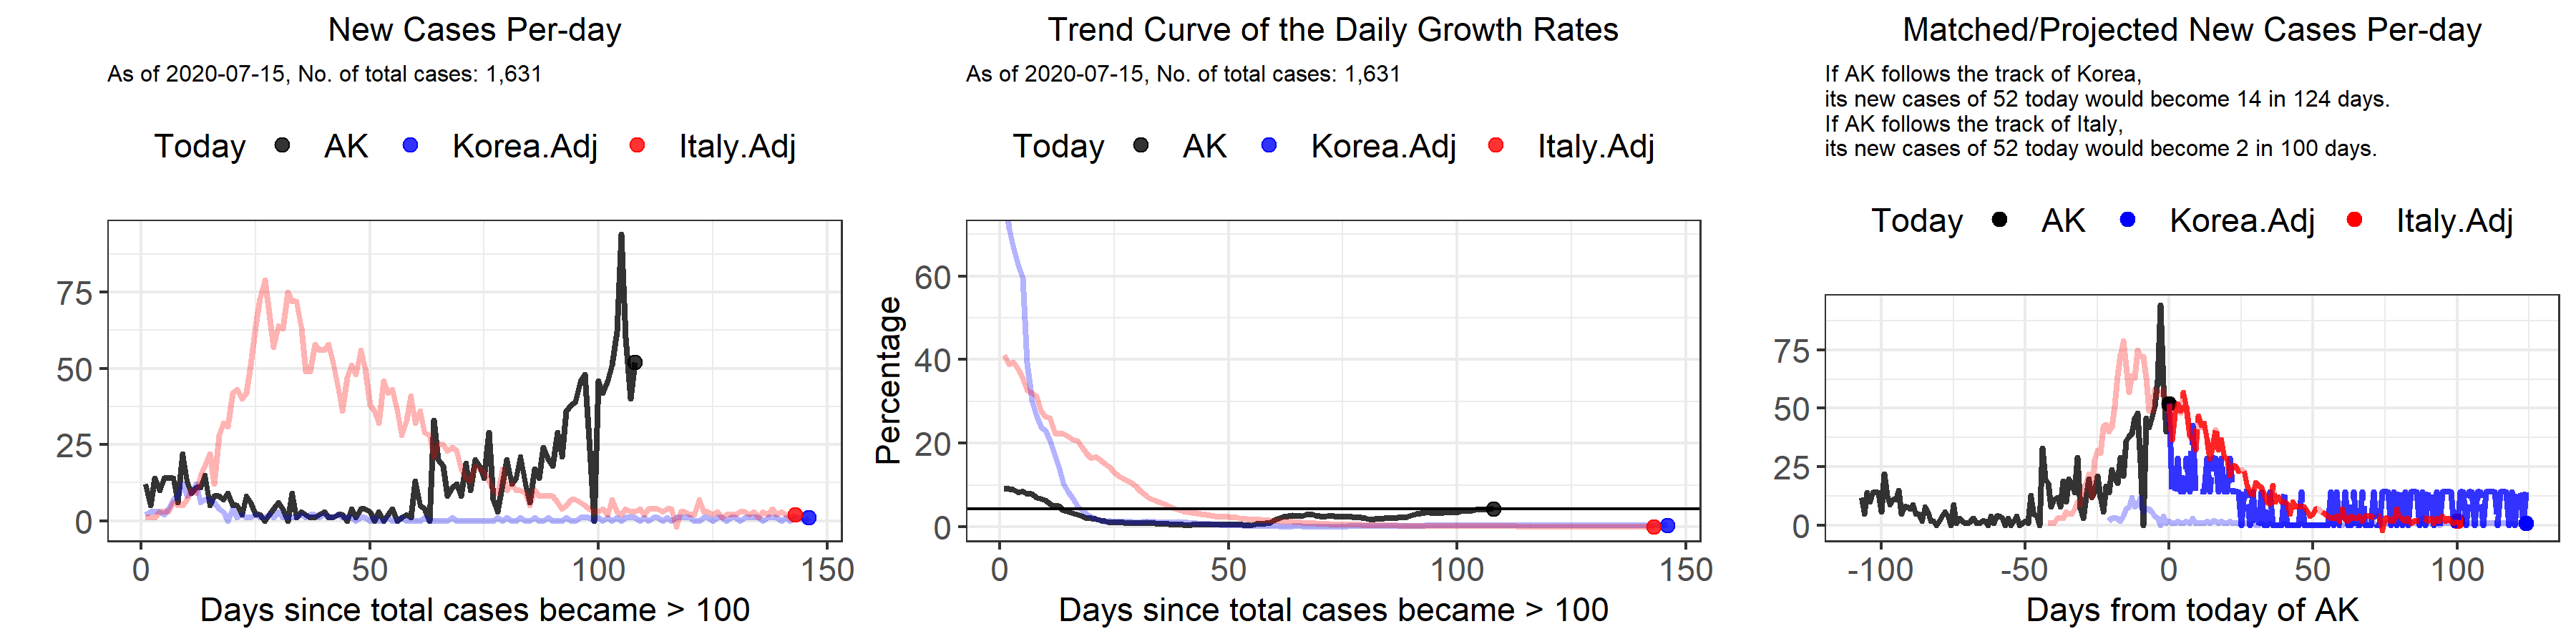 New Cases Per-day
As of 2020-07-15, No. of total cases: 1,631
Today AK Korea.Adj Italy.Adj
75
50
25
0
0 50 100 150
Days since total cases became > 100
Trend Curve of the Daily Growth Rates
As of 2020-07-15, No. of total cases: 1,631
Today AK Korea.Adj Italy.Adj
Percentage
60
40
20
0
0 50 100 150
Days since total cases became > 100
Matched/Projected New Cases Per-day
If AK follows the track of Korea,
its new cases of 52 today would become 14 in 124 days.
If AK follows the track of Italy,
its new cases of 52 today would become 2 in 100 days.
Today AK Korea.Adj Italy.Adj
75
50
25
0
-100 -50 0 50 100
Days from today of AK